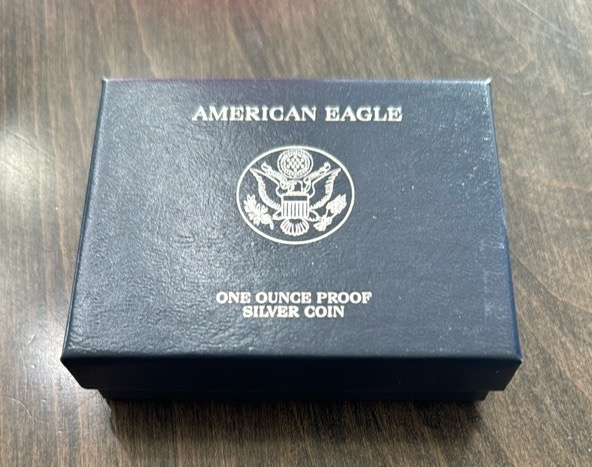 AMERICAN EAGLE
ONE OUNCE PROOF
SILVER COIN